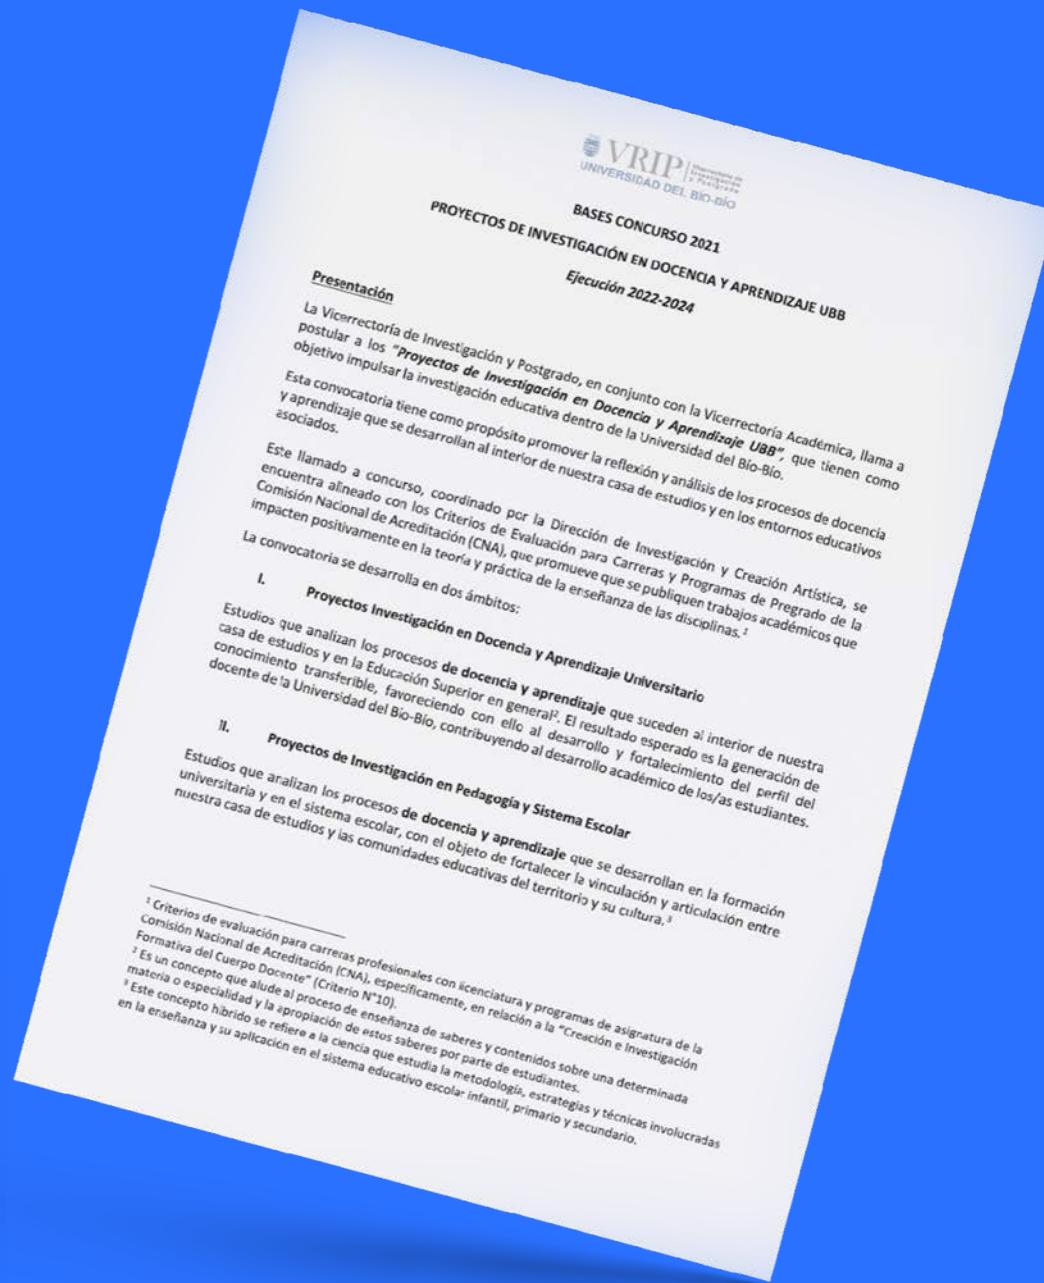 VRIP
Vicerrectoría de
Investigación
y Postgrado
UNIVERSIDAD DEL BÍO-BÍO
BASES CONCURSO 2021
PROYECTOS DE INVESTIGACIÓN EN DOCENCIA Y APRENDIZAJE UBB
Ejecución 2022-2024
Presentación
La Vicerrectoría de Investigación y Postgrado, en conjunto con la Vicerrectoría Académica, llama a
postular a los "Proyectos de Investigación en Docencia y Aprendizaje UBB", que tienen como
objetivo impulsar la investigación educativa dentro de la Universidad del Bío-Bío.
Esta convocatoria tiene como propósito promover la reflexión y análisis de los procesos de docencia
y aprendizaje que se desarrollan al interior de nuestra casa de estudios y en los entornos educativos
asociados.
Este llamado a concurso, coordinado por la Dirección de Investigación y Creación Artística, se
encuentra alineado con los Criterios de Evaluación para Carreras y Programas de Pregrado de la
Comisión Nacional de Acreditación (CNA), que promueve que se publiquen trabajos académicos que
impacten positivamente en la teoría y práctica de la enseñanza de las disciplinas.¹
La convocatoria se desarrolla en dos ámbitos:
I. Proyectos Investigación en Docencia y Aprendizaje Universitario
Estudios que analizan los procesos de docencia y aprendizaje que suceden al interior de nuestra
casa de estudios y en la Educación Superior en general². El resultado esperado es la generación de
conocimiento transferible, favoreciendo con ello al desarrollo y fortalecimiento del perfil del
docente de la Universidad del Bío-Bío, contribuyendo al desarrollo académico de los/as estudiantes.
II. Proyectos de Investigación en Pedagogía y Sistema Escolar
Estudios que analizan los procesos de docencia y aprendizaje que se desarrollan en la formación
universitaria y en el sistema escolar, con el objeto de fortalecer la vinculación y articulación entre
nuestra casa de estudios y las comunidades educativas del territorio y su cultura.³
¹ Criterios de evaluación para carreras profesionales con licenciatura y programas de asignatura de la
Comisión Nacional de Acreditación (CNA), específicamente, en relación a la "Creación e Investigación
Formativa del Cuerpo Docente" (Criterio N°10).
² Es un concepto que alude al proceso de enseñanza de saberes y contenidos sobre una determinada
materia o especialidad y la apropiación de estos saberes por parte de estudiantes.
³ Este concepto híbrido se refiere a la ciencia que estudia la metodología, estrategias y técnicas involucradas
en la enseñanza y su aplicación en el sistema educativo escolar infantil, primario y secundario.